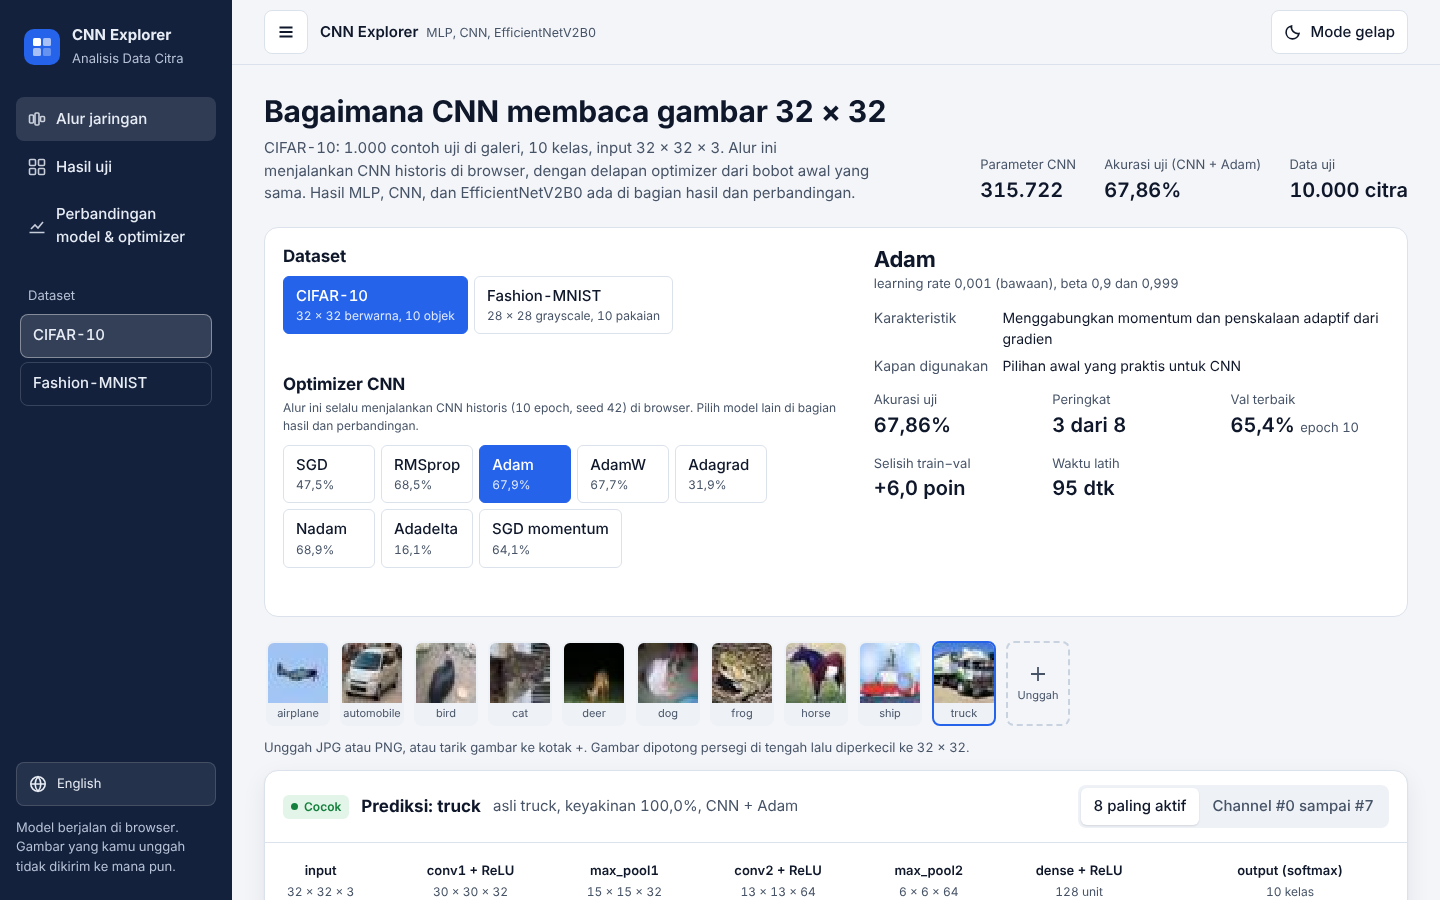 CNN Explorer
Analisis Data Citra
Alur jaringan
Hasil uji
Perbandingan
model & optimizer
Dataset
CIFAR-10
Fashion-MNIST
English
Model berjalan di browser.
Gambar yang kamu unggah
tidak dikirim ke mana pun.
CNN Explorer MLP, CNN, EfficientNetV2B0
Mode gelap
Bagaimana CNN membaca gambar 32 × 32
CIFAR-10: 1.000 contoh uji di galeri, 10 kelas, input 32 × 32 × 3. Alur ini
menjalankan CNN historis di browser, dengan delapan optimizer dari bobot awal yang
sama. Hasil MLP, CNN, dan EfficientNetV2B0 ada di bagian hasil dan perbandingan.
Parameter CNN
315.722
Akurasi uji (CNN + Adam)
67,86%
Data uji
10.000 citra
Dataset
CIFAR-10
32 × 32 berwarna, 10 objek
Fashion-MNIST
28 × 28 grayscale, 10 pakaian
Optimizer CNN
Alur ini selalu menjalankan CNN historis (10 epoch, seed 42) di browser. Pilih model lain di bagian
hasil dan perbandingan.
SGD
47,5%
RMSprop
68,5%
Adam
67,9%
AdamW
67,7%
Adagrad
31,9%
Nadam
68,9%
Adadelta
16,1%
SGD momentum
64,1%
Adam
learning rate 0,001 (bawaan), beta 0,9 dan 0,999
Karakteristik
Menggabungkan momentum dan penskalaan adaptif dari
gradien
Kapan digunakan
Pilihan awal yang praktis untuk CNN
Akurasi uji
67,86%
Peringkat
3 dari 8
Val terbaik
65,4% epoch 10
Selisih train–val
+6,0 poin
Waktu latih
95 dtk
airplane
automobile
bird
cat
deer
dog
frog
horse
ship
truck
+
Unggah
Unggah JPG atau PNG, atau tarik gambar ke kotak +. Gambar dipotong persegi di tengah lalu diperkecil ke 32 × 32.
Cocok
Prediksi: truck
asli truck, keyakinan 100,0%, CNN + Adam
8 paling aktif
Channel #0 sampai #7
input
32 × 32 × 3
conv1 + ReLU
30 × 30 × 32
max_pool1
15 × 15 × 32
conv2 + ReLU
13 × 13 × 64
max_pool2
6 × 6 × 64
dense + ReLU
128 unit
output (softmax)
10 kelas